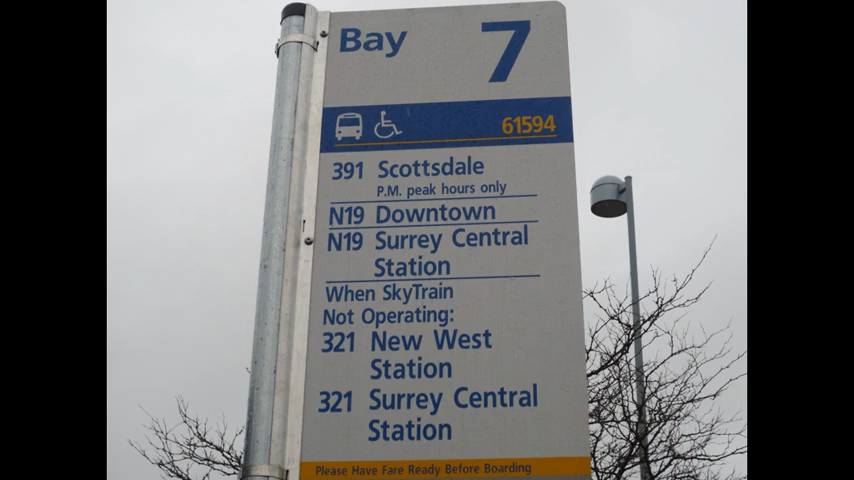 Bay 7
61594
391 Scottsdale
P.M. peak hours only
N19 Downtown
N19 Surrey Central
Station
When SkyTrain
Not Operating:
321 New West
Station
321 Surrey Central
Station
Please Have Fare Ready Before Boarding